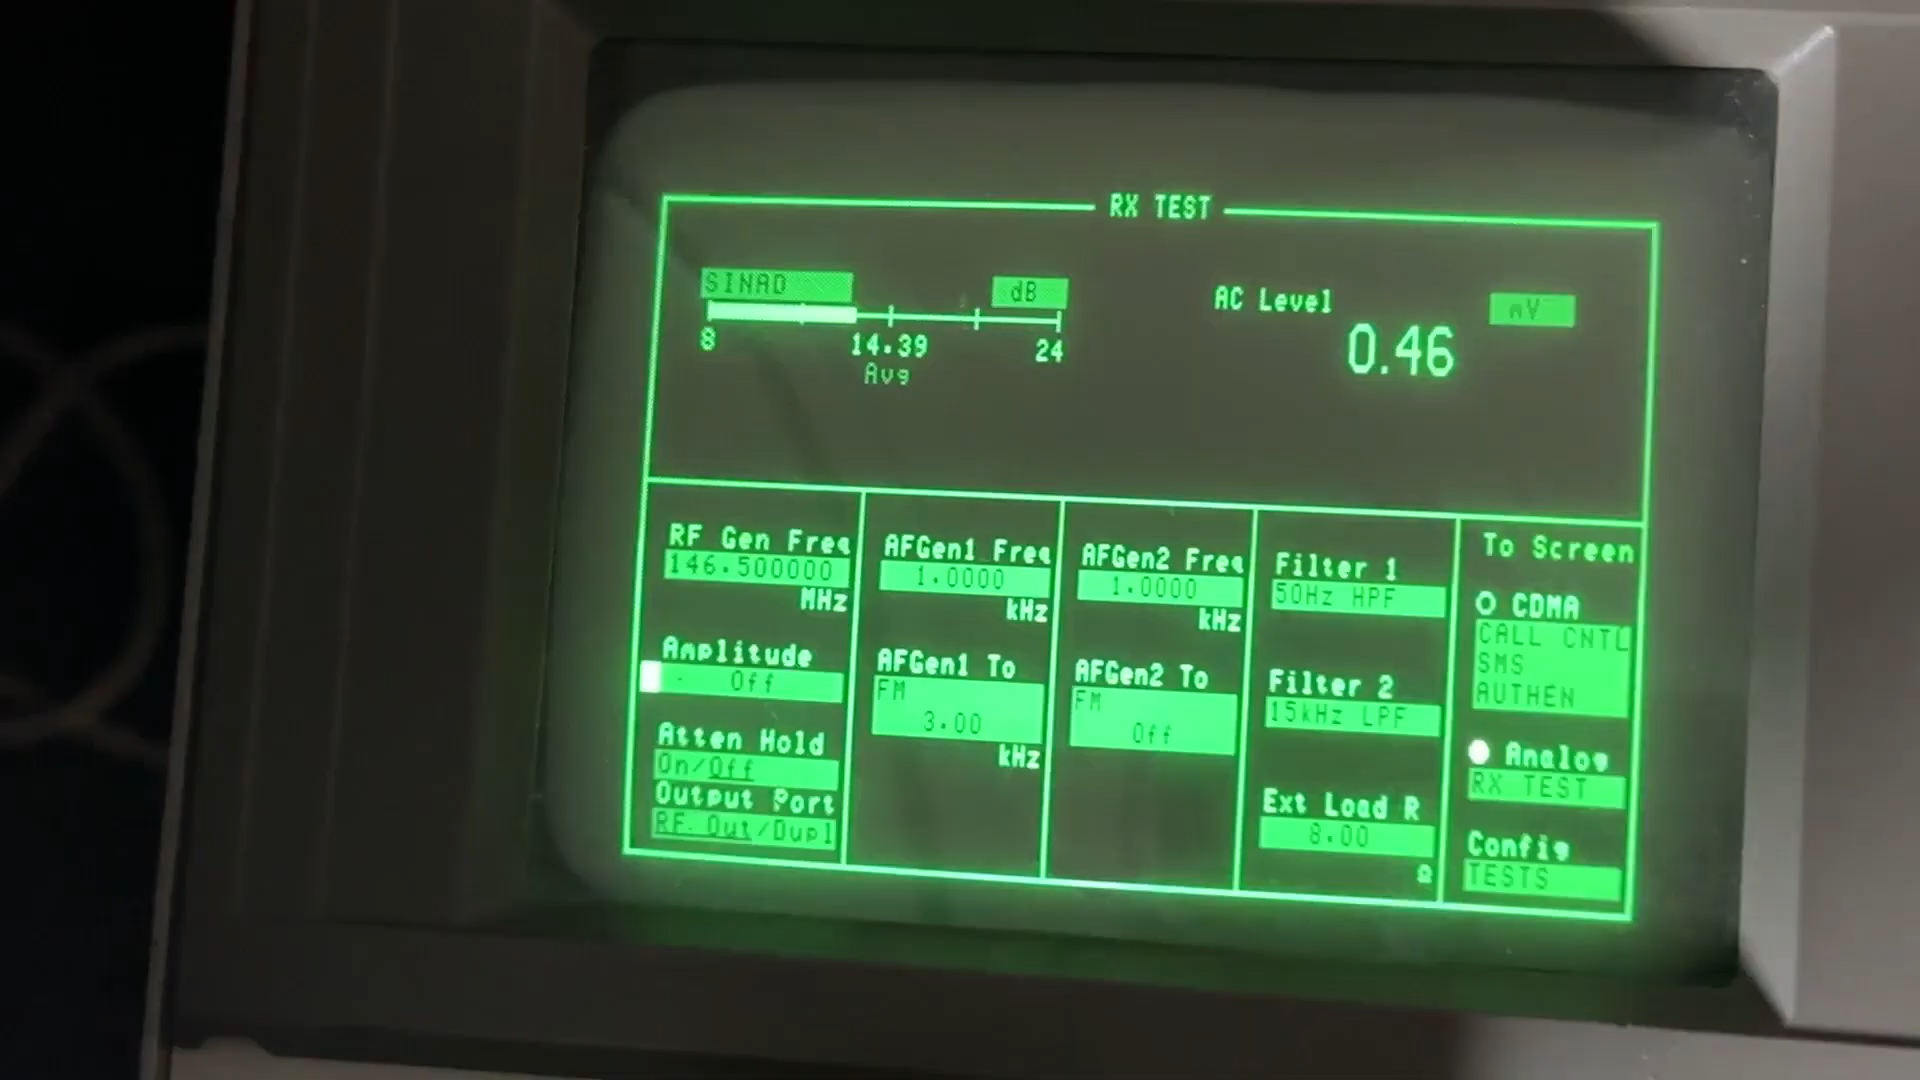 RX TEST
SINAD
dB
8
14.39
24
Avg
AC Level
mV
0.46
RF Gen Freq
146.500000
MHz
Amplitude
- Off
Atten Hold
On/Off
Output Port
RF Out/Dupl
AFGen1 Freq
1.0000
kHz
AFGen1 To
FM
3.00
kHz
AFGen2 Freq
1.0000
kHz
AFGen2 To
FM
Off
Filter 1
50Hz HPF
Filter 2
15kHz LPF
Ext Load R
8.00
Ω
To Screen
CDMA
CALL CNTL
SMS
AUTHEN
Analog
RX TEST
Config
TESTS